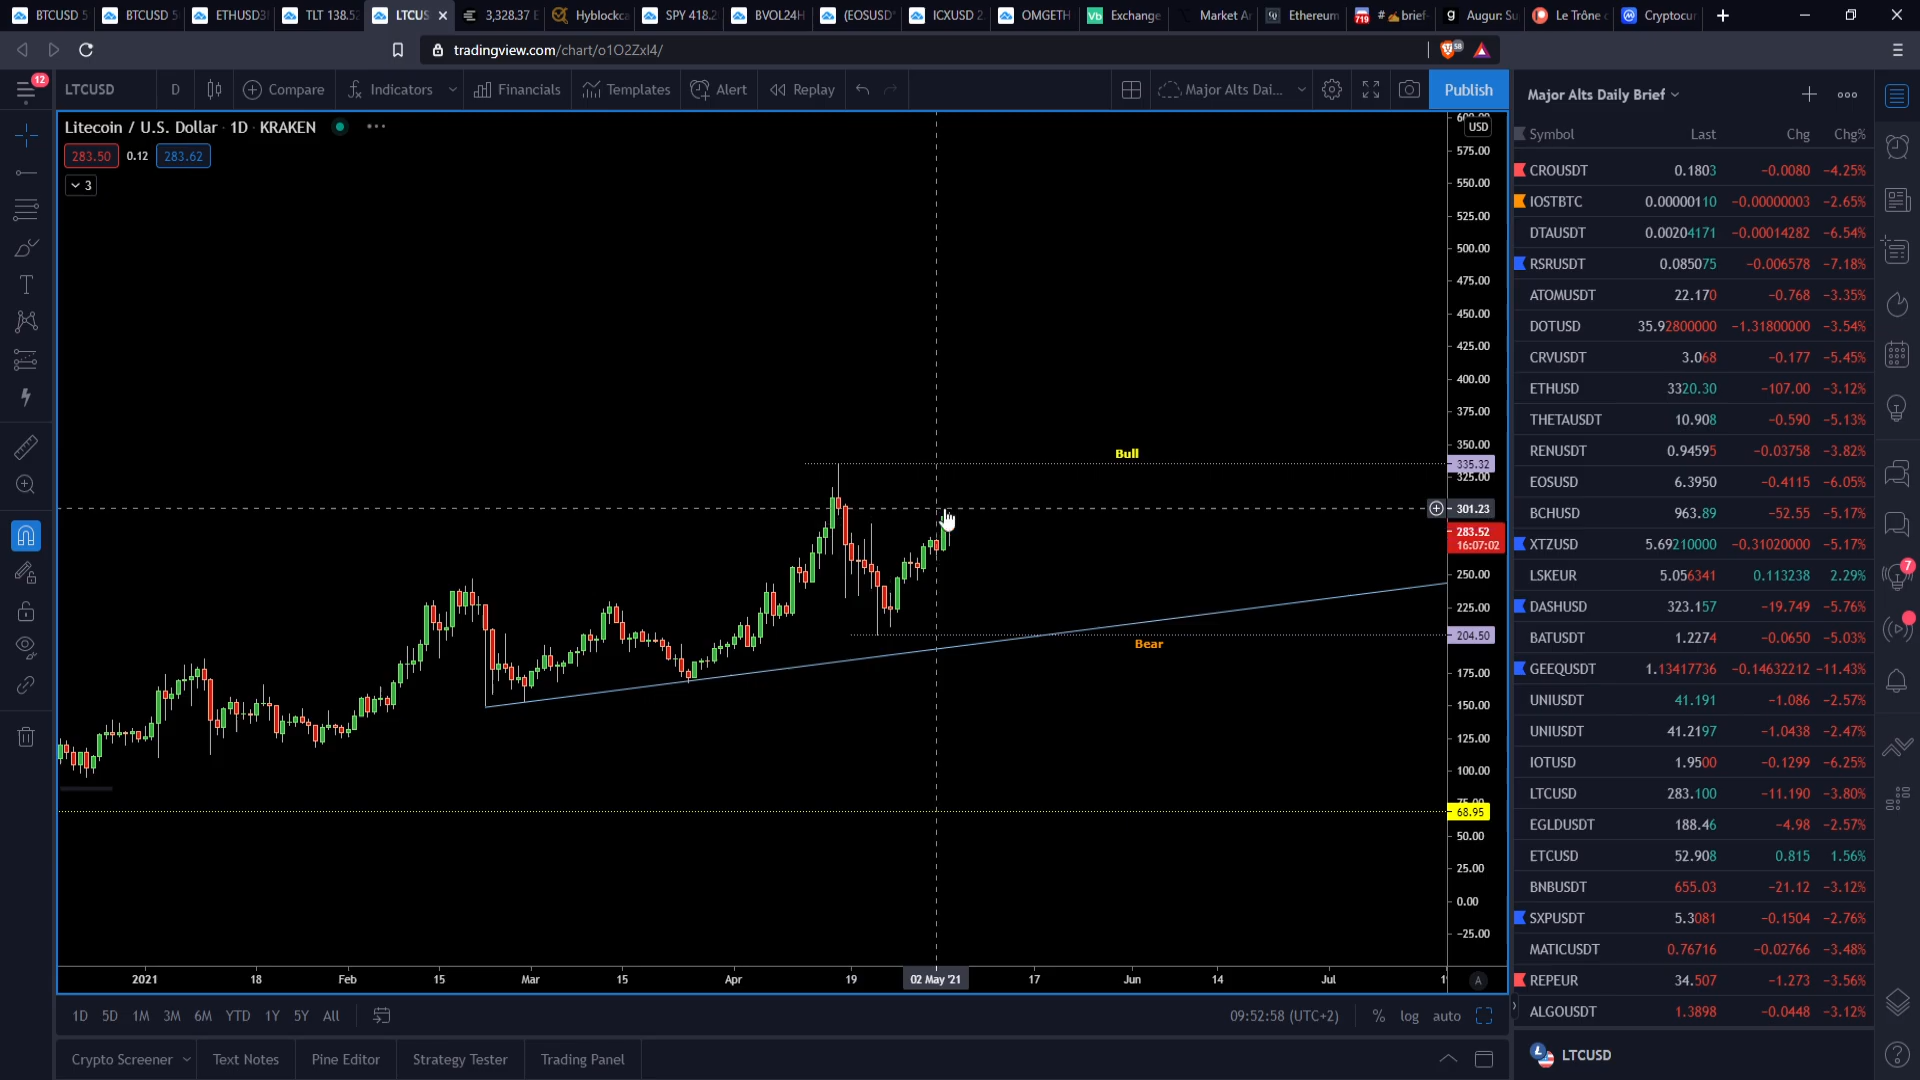 BTCUSD 5
BTCUSD 5
ETHUSD3
TLT 138.5
LTCUS
3,328.37 E
Hyblockca
SPY 418.2
BVOL24H
(EOSUSD
ICXUSD 2
OMGETH
Exchange
Market A
Ethereum
# brief
Augur: Su
Le Trône
Cryptocur
tradingview.com/chart/o1O2ZxI4/
58
12
LTCUSD D Compare Indicators Financials Templates Alert Replay Major Alts Dai... Publish
Litecoin / U.S. Dollar 1D KRAKEN
283.50 0.12 283.62
3
USD
600.00
575.00
550.00
525.00
500.00
475.00
450.00
425.00
400.00
375.00
350.00
335.32
325.00
301.23
283.52
16:07:02
250.00
225.00
204.50
175.00
150.00
125.00
100.00
75.00
68.95
50.00
25.00
0.00
−25.00
Bull
Bear
2021 18 Feb 15 Mar 15 Apr 19 02 May '21 17 Jun 14 Jul
A
1D 5D 1M 3M 6M YTD 1Y 5Y All
09:52:58 (UTC+2) % log auto
Crypto Screener Text Notes Pine Editor Strategy Tester Trading Panel
Major Alts Daily Brief
Symbol Last Chg Chg%
CROUSDT 0.1803 −0.0080 −4.25%
IOSTBTC 0.00000110 −0.00000003 −2.65%
DTAUSDT 0.00204171 −0.00014282 −6.54%
RSRUSDT 0.085075 −0.006578 −7.18%
ATOMUSDT 22.170 −0.768 −3.35%
DOTUSD 35.92800000 −1.31800000 −3.54%
CRVUSDT 3.068 −0.177 −5.45%
ETHUSD 3320.30 −107.00 −3.12%
THETAUSDT 10.908 −0.590 −5.13%
RENUSDT 0.94595 −0.03758 −3.82%
EOSUSD 6.3950 −0.4115 −6.05%
BCHUSD 963.89 −52.55 −5.17%
XTZUSD 5.69210000 −0.31020000 −5.17%
LSKEUR 5.056341 0.113238 2.29%
DASHUSD 323.157 −19.749 −5.76%
BATUSDT 1.2274 −0.0650 −5.03%
GEEQUSDT 1.13417736 −0.14632212 −11.43%
UNIUSDT 41.191 −1.086 −2.57%
UNIUSDT 41.2197 −1.0438 −2.47%
IOTUSD 1.9500 −0.1299 −6.25%
LTCUSD 283.100 −11.190 −3.80%
EGLDUSDT 188.46 −4.98 −2.57%
ETCUSD 52.908 0.815 1.56%
BNBUSDT 655.03 −21.12 −3.12%
SXPUSDT 5.3081 −0.1504 −2.76%
MATICUSDT 0.76716 −0.02766 −3.48%
REPEUR 34.507 −1.273 −3.56%
ALGOUSDT 1.3898 −0.0448 −3.12%
LTCUSD
7